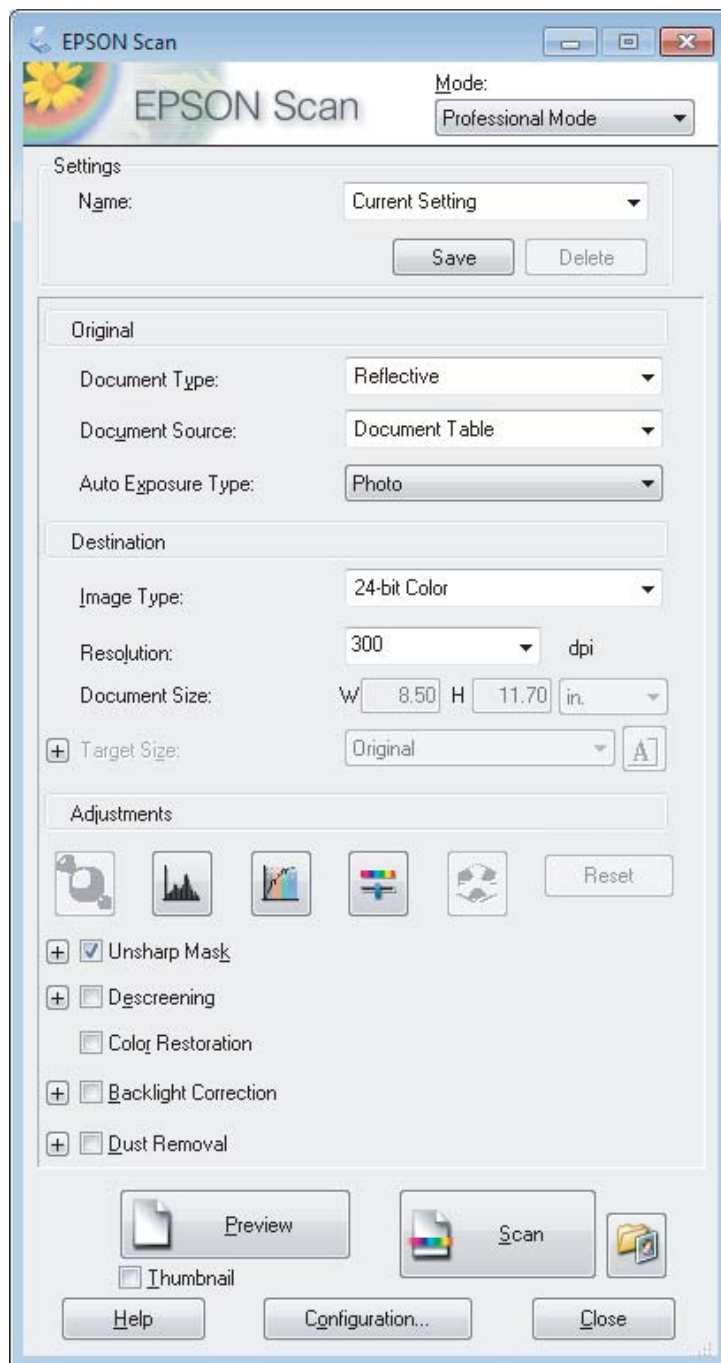 EPSON Scan
EPSON Scan
Mode:
Professional Mode
Settings
Name:
Current Setting
Save
Delete
Original
Document Type:
Reflective
Document Source:
Document Table
Auto Exposure Type:
Photo
Destination
Image Type:
24-bit Color
Resolution:
300
dpi
Document Size:
W 8.50 H 11.70 in.
Target Size:
Original
A
Adjustments
Reset
Unsharp Mask
Descreening
Color Restoration
Backlight Correction
Dust Removal
Preview
Scan
Thumbnail
Help
Configuration...
Close